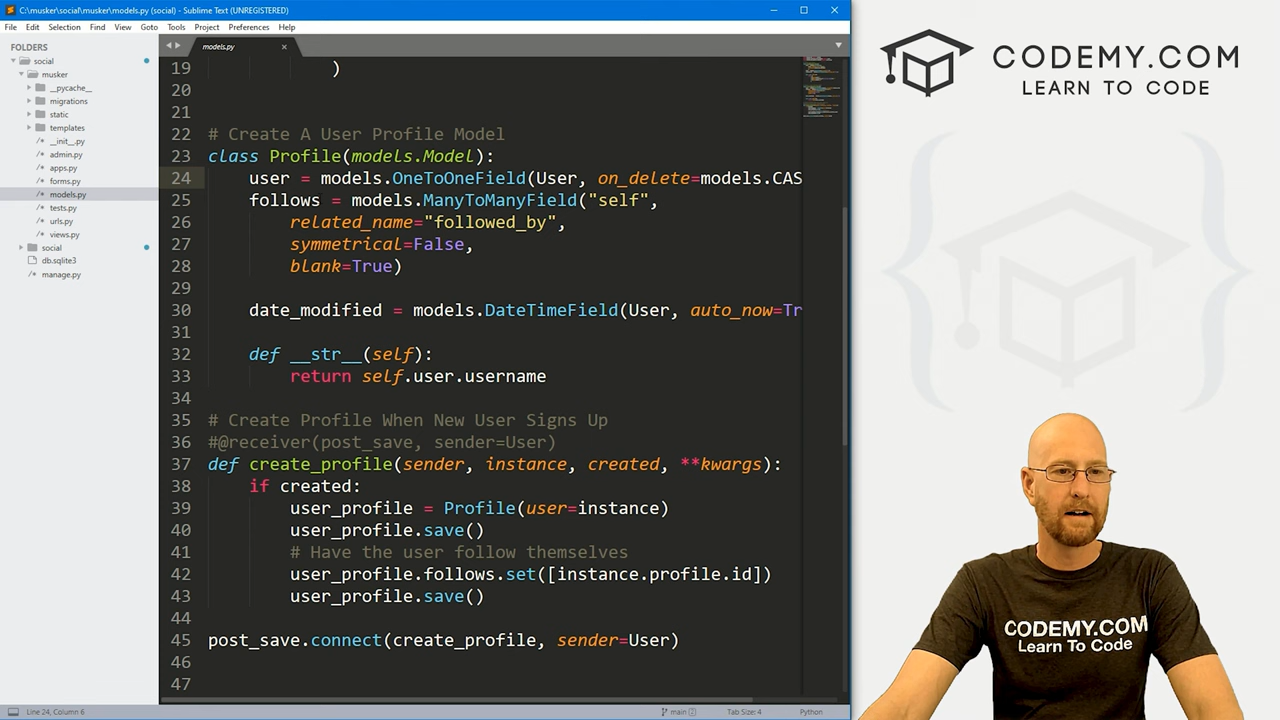 C:\musker\social\musker\models.py (social) - Sublime Text (UNREGISTERED)
File Edit Selection Find View Goto Tools Project Preferences Help
FOLDERS
social
musker
__pycache__
migrations
static
templates
__init__.py
admin.py
apps.py
forms.py
models.py
tests.py
urls.py
views.py
social
db.sqlite3
manage.py
models.py
19 )
20
21
22 # Create A User Profile Model
23 class Profile(models.Model):
24 user = models.OneToOneField(User, on_delete=models.CAS
25 follows = models.ManyToManyField("self",
26 related_name="followed_by",
27 symmetrical=False,
28 blank=True)
29
30 date_modified = models.DateTimeField(User, auto_now=Tr
31
32 def __str__(self):
33 return self.user.username
34
35 # Create Profile When New User Signs Up
36 #@receiver(post_save, sender=User)
37 def create_profile(sender, instance, created, **kwargs):
38 if created:
39 user_profile = Profile(user=instance)
40 user_profile.save()
41 # Have the user follow themselves
42 user_profile.follows.set([instance.profile.id])
43 user_profile.save()
44
45 post_save.connect(create_profile, sender=User)
46
47
Line 24, Column 6
main 2
Tab Size: 4
Python
CODEMY.COM
LEARN TO CODE
CODEMY.COM
Learn To Code